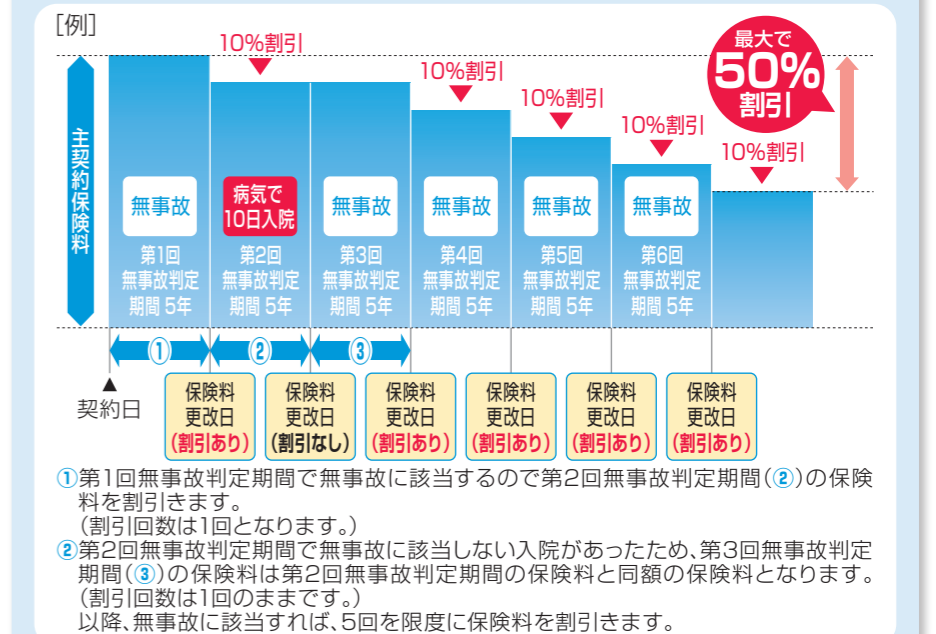 ［例］
10%割引
10%割引
10%割引
10%割引
10%割引
最大で
50%
割引
主契約保険料
無事故
病気で
10日入院
無事故
無事故
無事故
無事故
第1回
無事故判定
期間 5年
第2回
無事故判定
期間 5年
第3回
無事故判定
期間 5年
第4回
無事故判定
期間 5年
第5回
無事故判定
期間 5年
第6回
無事故判定
期間 5年
①
②
③
▲
契約日
保険料
更改日
(割引あり)
保険料
更改日
(割引なし)
保険料
更改日
(割引あり)
保険料
更改日
(割引あり)
保険料
更改日
(割引あり)
保険料
更改日
(割引あり)
①第1回無事故判定期間で無事故に該当するので第2回無事故判定期間(②)の保険
料を割引きます。
(割引回数は1回となります。)
②第2回無事故判定期間で無事故に該当しない入院があったため、第3回無事故判定
期間(③)の保険料は第2回無事故判定期間の保険料と同額の保険料となります。
(割引回数は1回のままです。)
以降、無事故に該当すれば、5回を限度に保険料を割引きます。